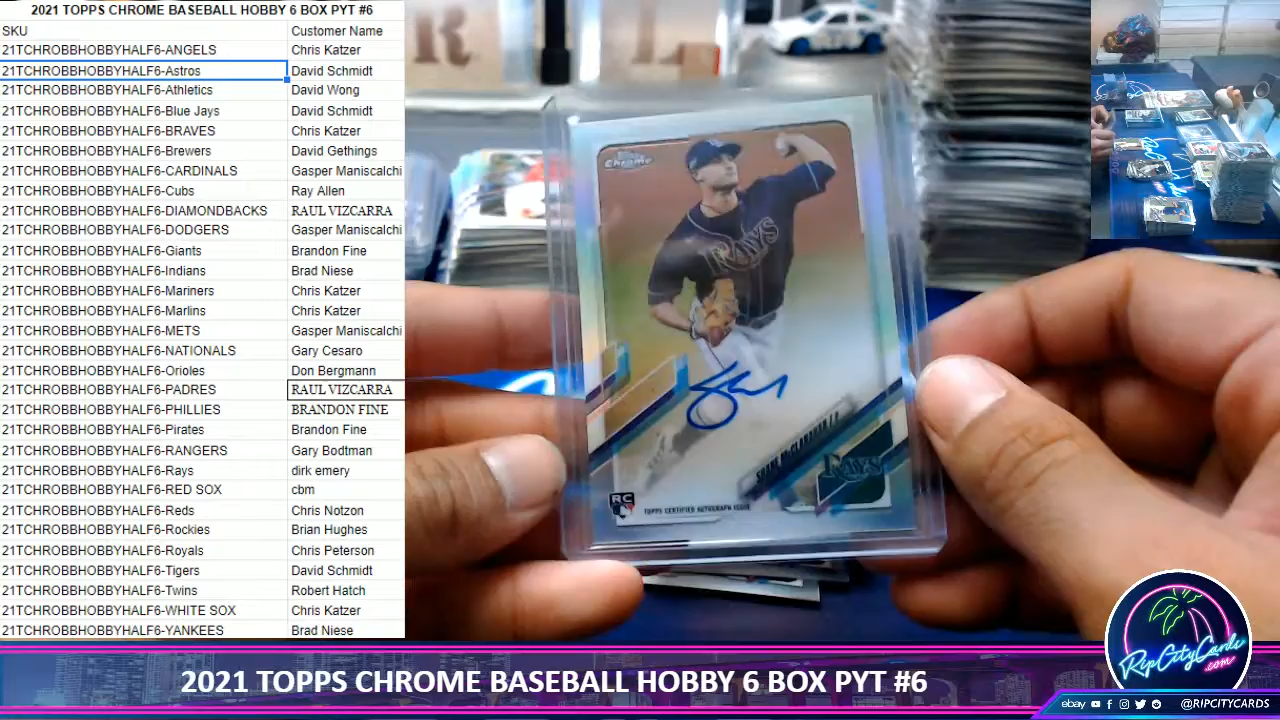 2021 TOPPS CHROME BASEBALL HOBBY 6 BOX PYT #6
SKU Customer Name
21TCHROBBHOBBYHALF6-ANGELS Chris Katzer
21TCHROBBHOBBYHALF6-Astros David Schmidt
21TCHROBBHOBBYHALF6-Athletics David Wong
21TCHROBBHOBBYHALF6-Blue Jays David Schmidt
21TCHROBBHOBBYHALF6-BRAVES Chris Katzer
21TCHROBBHOBBYHALF6-Brewers David Gethings
21TCHROBBHOBBYHALF6-CARDINALS Gasper Maniscalchi
21TCHROBBHOBBYHALF6-Cubs Ray Allen
21TCHROBBHOBBYHALF6-DIAMONDBACKS RAUL VIZCARRA
21TCHROBBHOBBYHALF6-DODGERS Gasper Maniscalchi
21TCHROBBHOBBYHALF6-Giants Brandon Fine
21TCHROBBHOBBYHALF6-Indians Brad Niese
21TCHROBBHOBBYHALF6-Mariners Chris Katzer
21TCHROBBHOBBYHALF6-Marlins Chris Katzer
21TCHROBBHOBBYHALF6-METS Gasper Maniscalchi
21TCHROBBHOBBYHALF6-NATIONALS Gary Cesaro
21TCHROBBHOBBYHALF6-Orioles Don Bergmann
21TCHROBBHOBBYHALF6-PADRES RAUL VIZCARRA
21TCHROBBHOBBYHALF6-PHILLIES BRANDON FINE
21TCHROBBHOBBYHALF6-Pirates Brandon Fine
21TCHROBBHOBBYHALF6-RANGERS Gary Bodtman
21TCHROBBHOBBYHALF6-Rays dirk emery
21TCHROBBHOBBYHALF6-RED SOX cbm
21TCHROBBHOBBYHALF6-Reds Chris Notzon
21TCHROBBHOBBYHALF6-Rockies Brian Hughes
21TCHROBBHOBBYHALF6-Royals Chris Peterson
21TCHROBBHOBBYHALF6-Tigers David Schmidt
21TCHROBBHOBBYHALF6-Twins Robert Hatch
21TCHROBBHOBBYHALF6-WHITE SOX Chris Katzer
21TCHROBBHOBBYHALF6-YANKEES Brad Niese
Chrome
RAYS
SHANE McCLANAHAN
RAYS
RC
TOPPS CERTIFIED AUTOGRAPH ISSUE
RipCityCards
.com
2021 TOPPS CHROME BASEBALL HOBBY 6 BOX PYT #6
ebay @RIPCITYCARDS